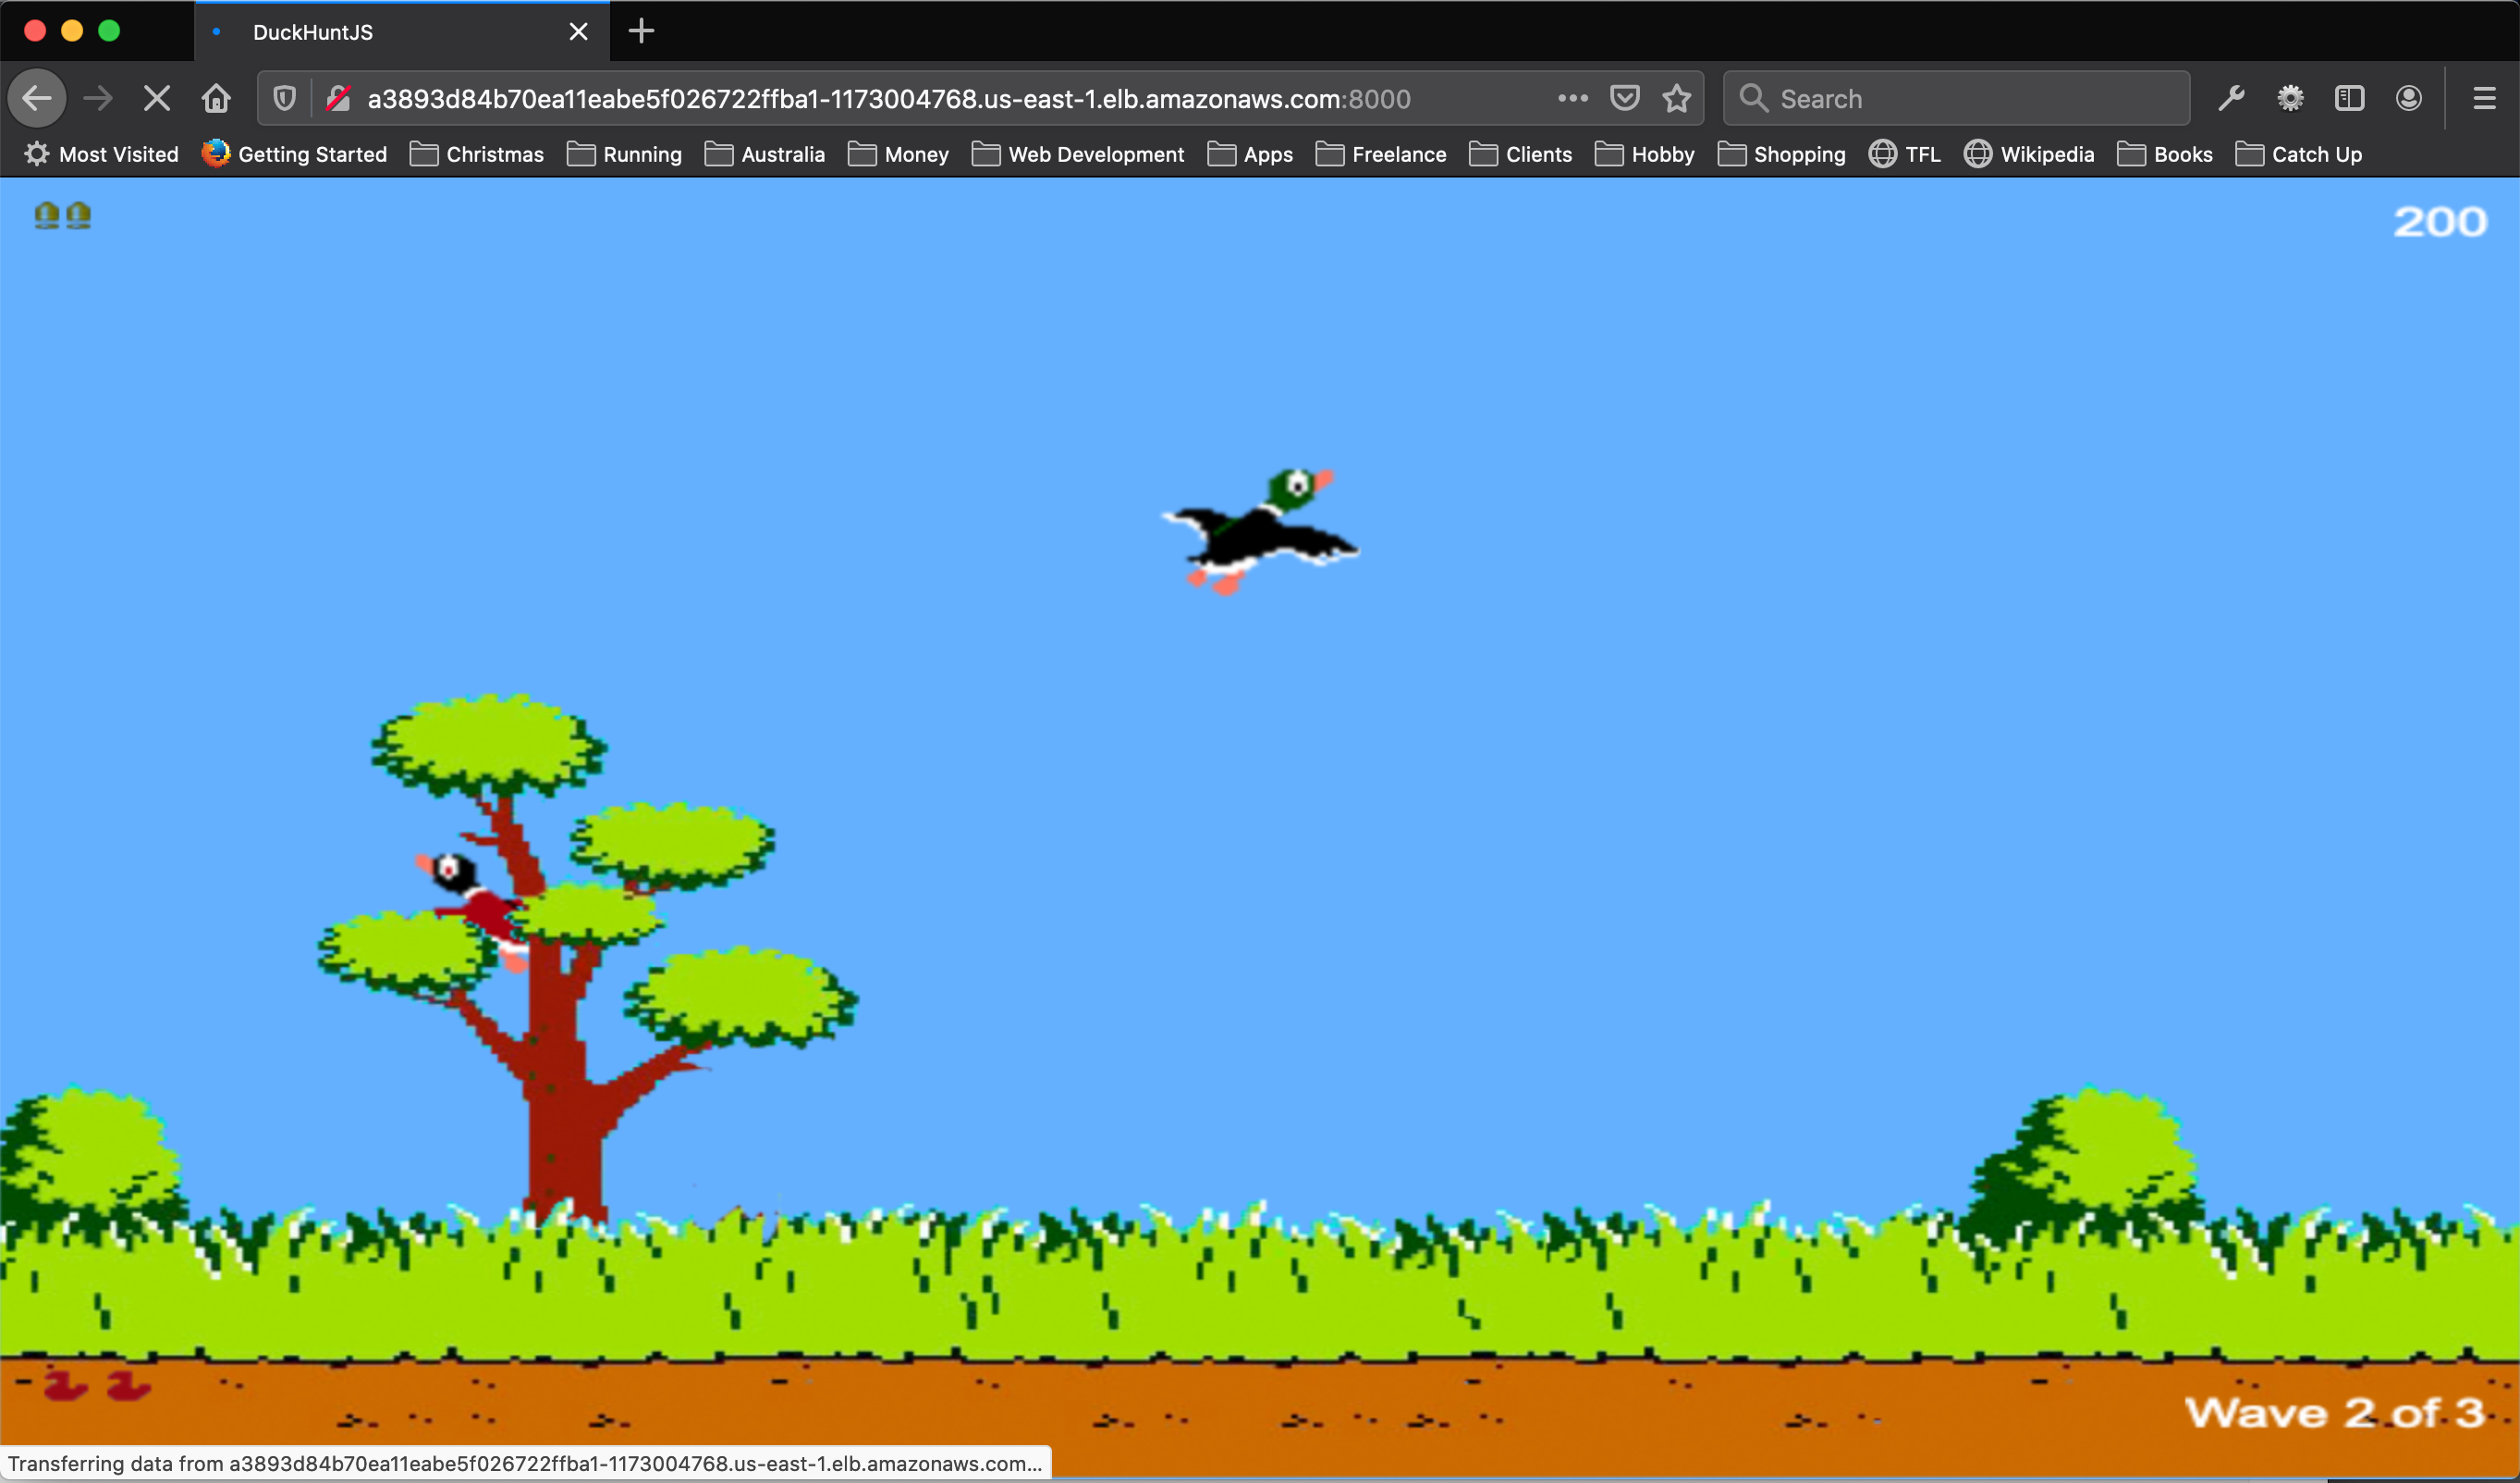 DuckHuntJS
a3893d84b70ea11eabe5f026722ffba1-1173004768.us-east-1.elb.amazonaws.com:8000
Search
Most Visited Getting Started Christmas Running Australia Money Web Development Apps Freelance Clients Hobby Shopping TFL Wikipedia Books Catch Up
200
Wave 2 of 3
Transferring data from a3893d84b70ea11eabe5f026722ffba1-1173004768.us-east-1.elb.amazonaws.com...